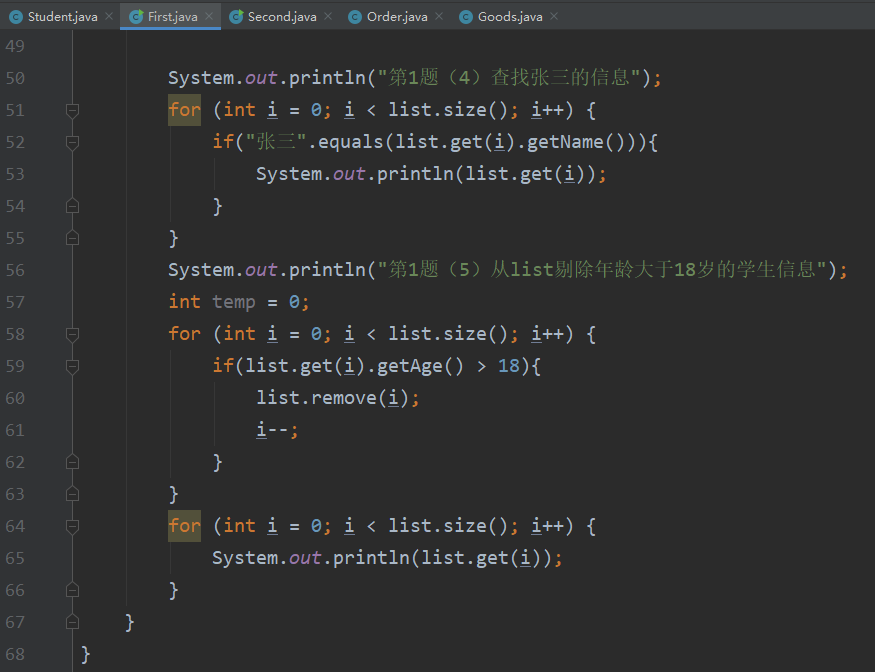 Student.java × First.java × Second.java × Order.java × Goods.java ×
49
50 System.out.println("第1题（4）查找张三的信息");
51 for (int i = 0; i < list.size(); i++) {
52 if("张三".equals(list.get(i).getName())){
53 System.out.println(list.get(i));
54 }
55 }
56 System.out.println("第1题（5）从list剔除年龄大于18岁的学生信息");
57 int temp = 0;
58 for (int i = 0; i < list.size(); i++) {
59 if(list.get(i).getAge() > 18){
60 list.remove(i);
61 i--;
62 }
63 }
64 for (int i = 0; i < list.size(); i++) {
65 System.out.println(list.get(i));
66 }
67 }
68 }